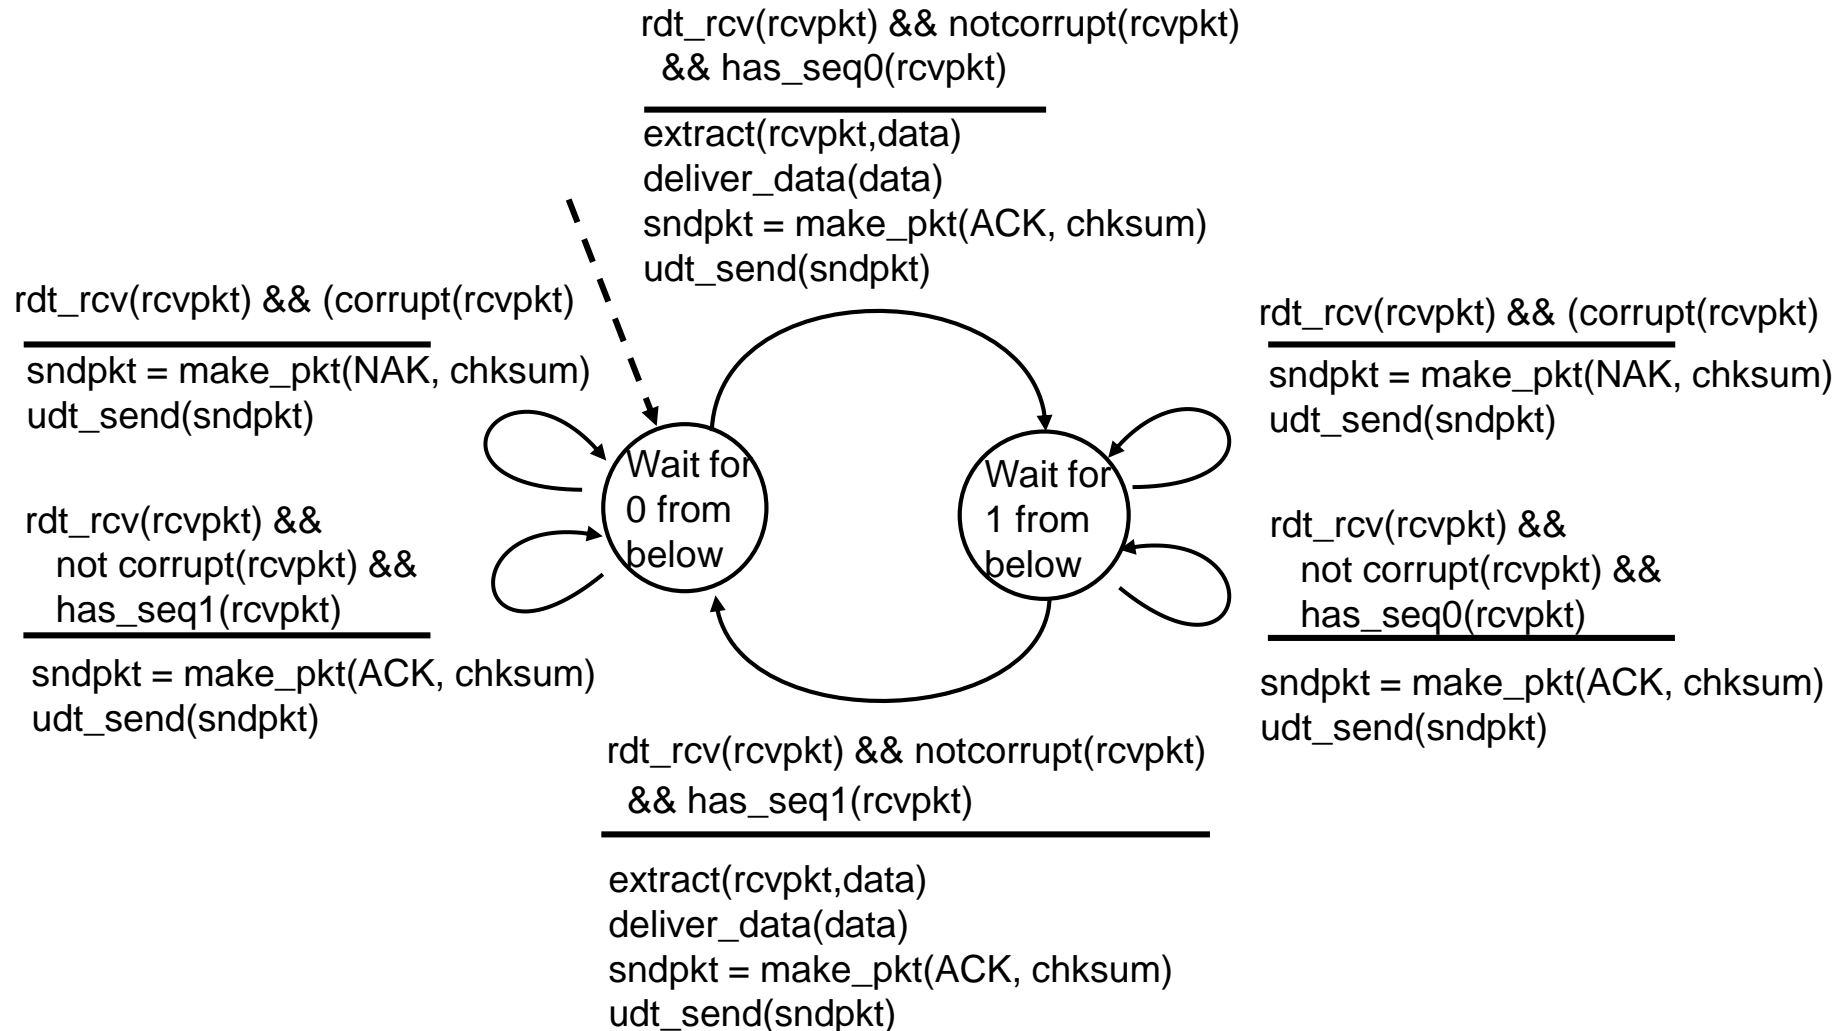 rdt_rcv(rcvpkt) && notcorrupt(rcvpkt)
&& has_seq0(rcvpkt)
extract(rcvpkt,data)
deliver_data(data)
sndpkt = make_pkt(ACK, chksum)
udt_send(sndpkt)
rdt_rcv(rcvpkt) && (corrupt(rcvpkt)
sndpkt = make_pkt(NAK, chksum)
udt_send(sndpkt)
rdt_rcv(rcvpkt) &&
not corrupt(rcvpkt) &&
has_seq1(rcvpkt)
sndpkt = make_pkt(ACK, chksum)
udt_send(sndpkt)
Wait for
0 from
below
Wait for
1 from
below
rdt_rcv(rcvpkt) && (corrupt(rcvpkt)
sndpkt = make_pkt(NAK, chksum)
udt_send(sndpkt)
rdt_rcv(rcvpkt) &&
not corrupt(rcvpkt) &&
has_seq0(rcvpkt)
sndpkt = make_pkt(ACK, chksum)
udt_send(sndpkt)
rdt_rcv(rcvpkt) && notcorrupt(rcvpkt)
&& has_seq1(rcvpkt)
extract(rcvpkt,data)
deliver_data(data)
sndpkt = make_pkt(ACK, chksum)
udt_send(sndpkt)